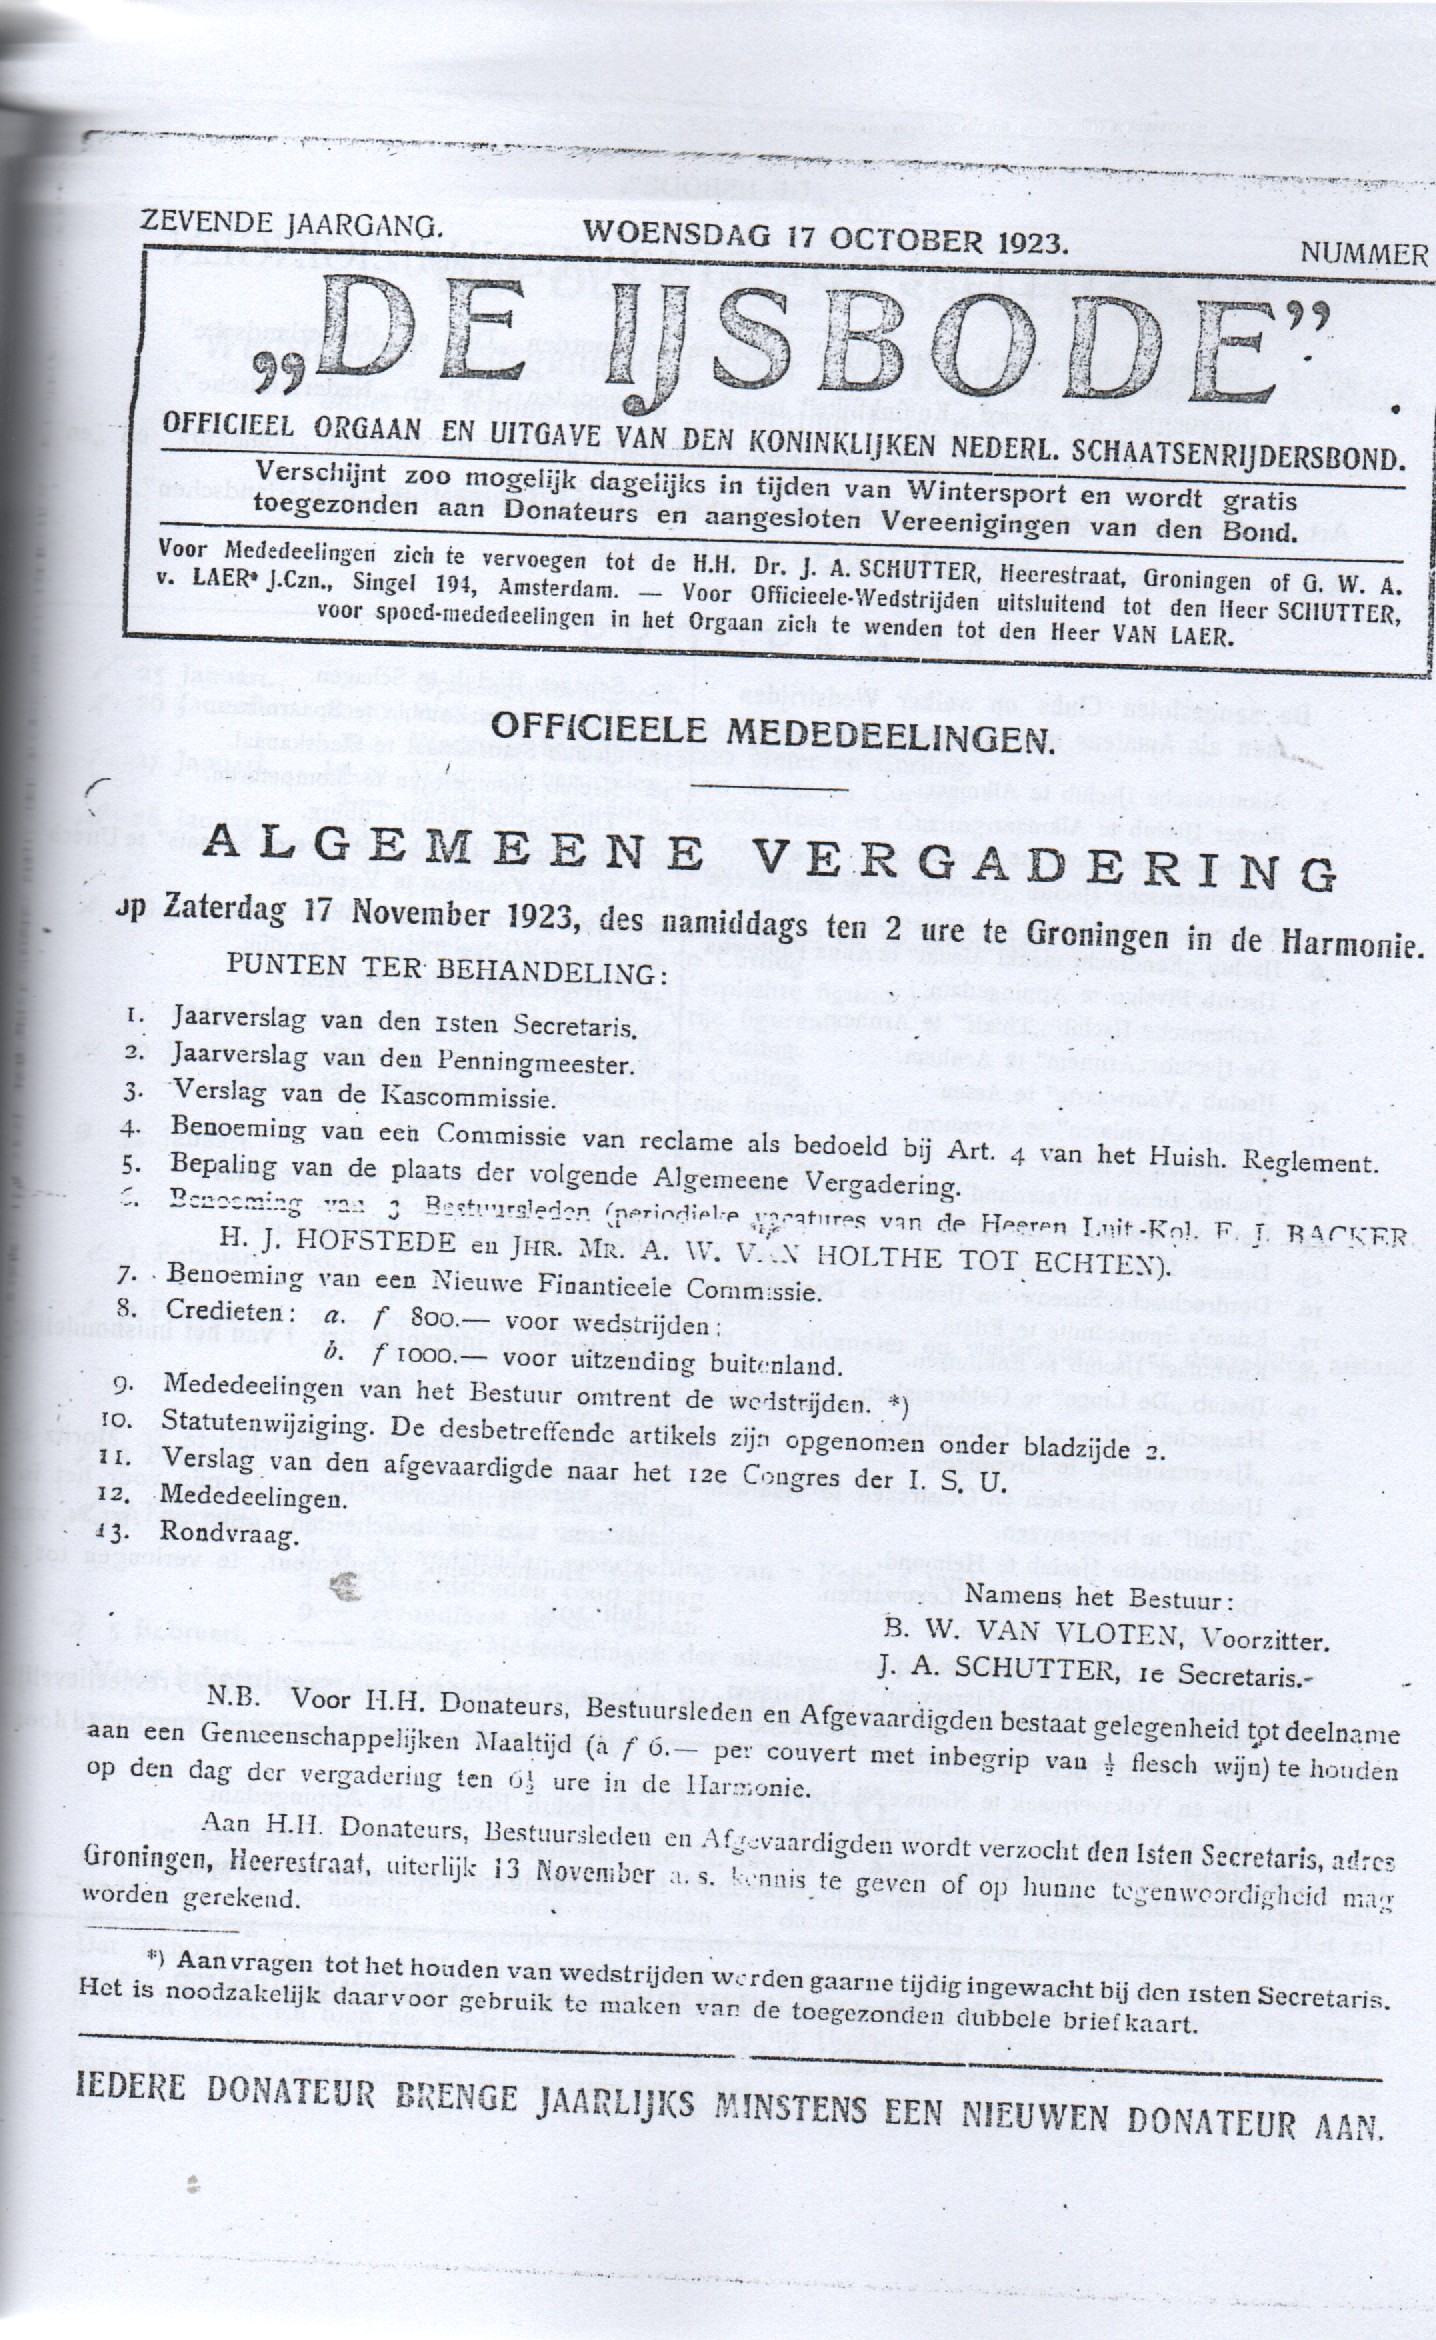 ZEVENDE JAARGANG. WOENSDAG 17 OCTOBER 1923. NUMMER
„DE IJSBODE”.
OFFICIEEL ORGAAN EN UITGAVE VAN DEN KONINKLIJKEN NEDERL. SCHAATSENRIJDERSBOND.
Verschijnt zoo mogelijk dagelijks in tijden van Wintersport en wordt gratis
toegezonden aan Donateurs en aangesloten Vereenigingen van den Bond.
Voor Mededeelingen zich te vervoegen tot de H.H. Dr. J. A. SCHUTTER, Heerestraat, Groningen of G. W. A.
v. LAER J.Czn., Singel 194, Amsterdam. — Voor Officieele-Wedstrijden uitsluitend tot den Heer SCHUTTER,
voor spoed-mededeelingen in het Orgaan zich te wenden tot den Heer VAN LAER.
OFFICIEELE MEDEDEELINGEN.
ALGEMEENE VERGADERING
op Zaterdag 17 November 1923, des namiddags ten 2 ure te Groningen in de Harmonie.
PUNTEN TER BEHANDELING:
1. Jaarverslag van den 1sten Secretaris.
2. Jaarverslag van den Penningmeester.
3. Verslag van de Kascommissie.
4. Benoeming van een Commissie van reclame als bedoeld bij Art. 4 van het Huish. Reglement.
5. Bepaling van de plaats der volgende Algemeene Vergadering.
6. Benoeming van 3 Bestuursleden (periodieke vacatures van de Heeren Luit.-Kol. F. J. BACKER
H. J. HOFSTEDE en JHR. MR. A. W. VAN HOLTHE TOT ECHTEN).
7. Benoeming van een Nieuwe Financieele Commissie.
8. Credieten: a. f 800.— voor wedstrijden;
b. f 1000.— voor uitzending buitenland.
9. Mededeelingen van het Bestuur omtrent de wedstrijden. *)
10. Statutenwijziging. De desbetreffende artikels zijn opgenomen onder bladzijde 2.
11. Verslag van den afgevaardigde naar het 12e Congres der I. S. U.
12. Mededeelingen.
13. Rondvraag.
Namens het Bestuur:
B. W. VAN VLOTEN, Voorzitter.
J. A. SCHUTTER, 1e Secretaris.-
N.B. Voor H.H. Donateurs, Bestuursleden en Afgevaardigden bestaat gelegenheid tot deelname
aan een Gemeenschappelijken Maaltijd (à f 6.— per couvert met inbegrip van ½ flesch wijn) te houden
op den dag der vergadering ten 6½ ure in de Harmonie.
Aan H.H. Donateurs, Bestuursleden en Afgevaardigden wordt verzocht den Isten Secretaris, adres
Groningen, Heerestraat, uiterlijk 13 November a. s. kennis te geven of op hunne tegenwoordigheid mag
worden gerekend.
*) Aanvragen tot het houden van wedstrijden werden gaarne tijdig ingewacht bij den 1sten Secretaris.
Het is noodzakelijk daarvoor gebruik te maken van de toegezonden dubbele briefkaart.
IEDERE DONATEUR BRENGE JAARLIJKS MINSTENS EEN NIEUWEN DONATEUR AAN.